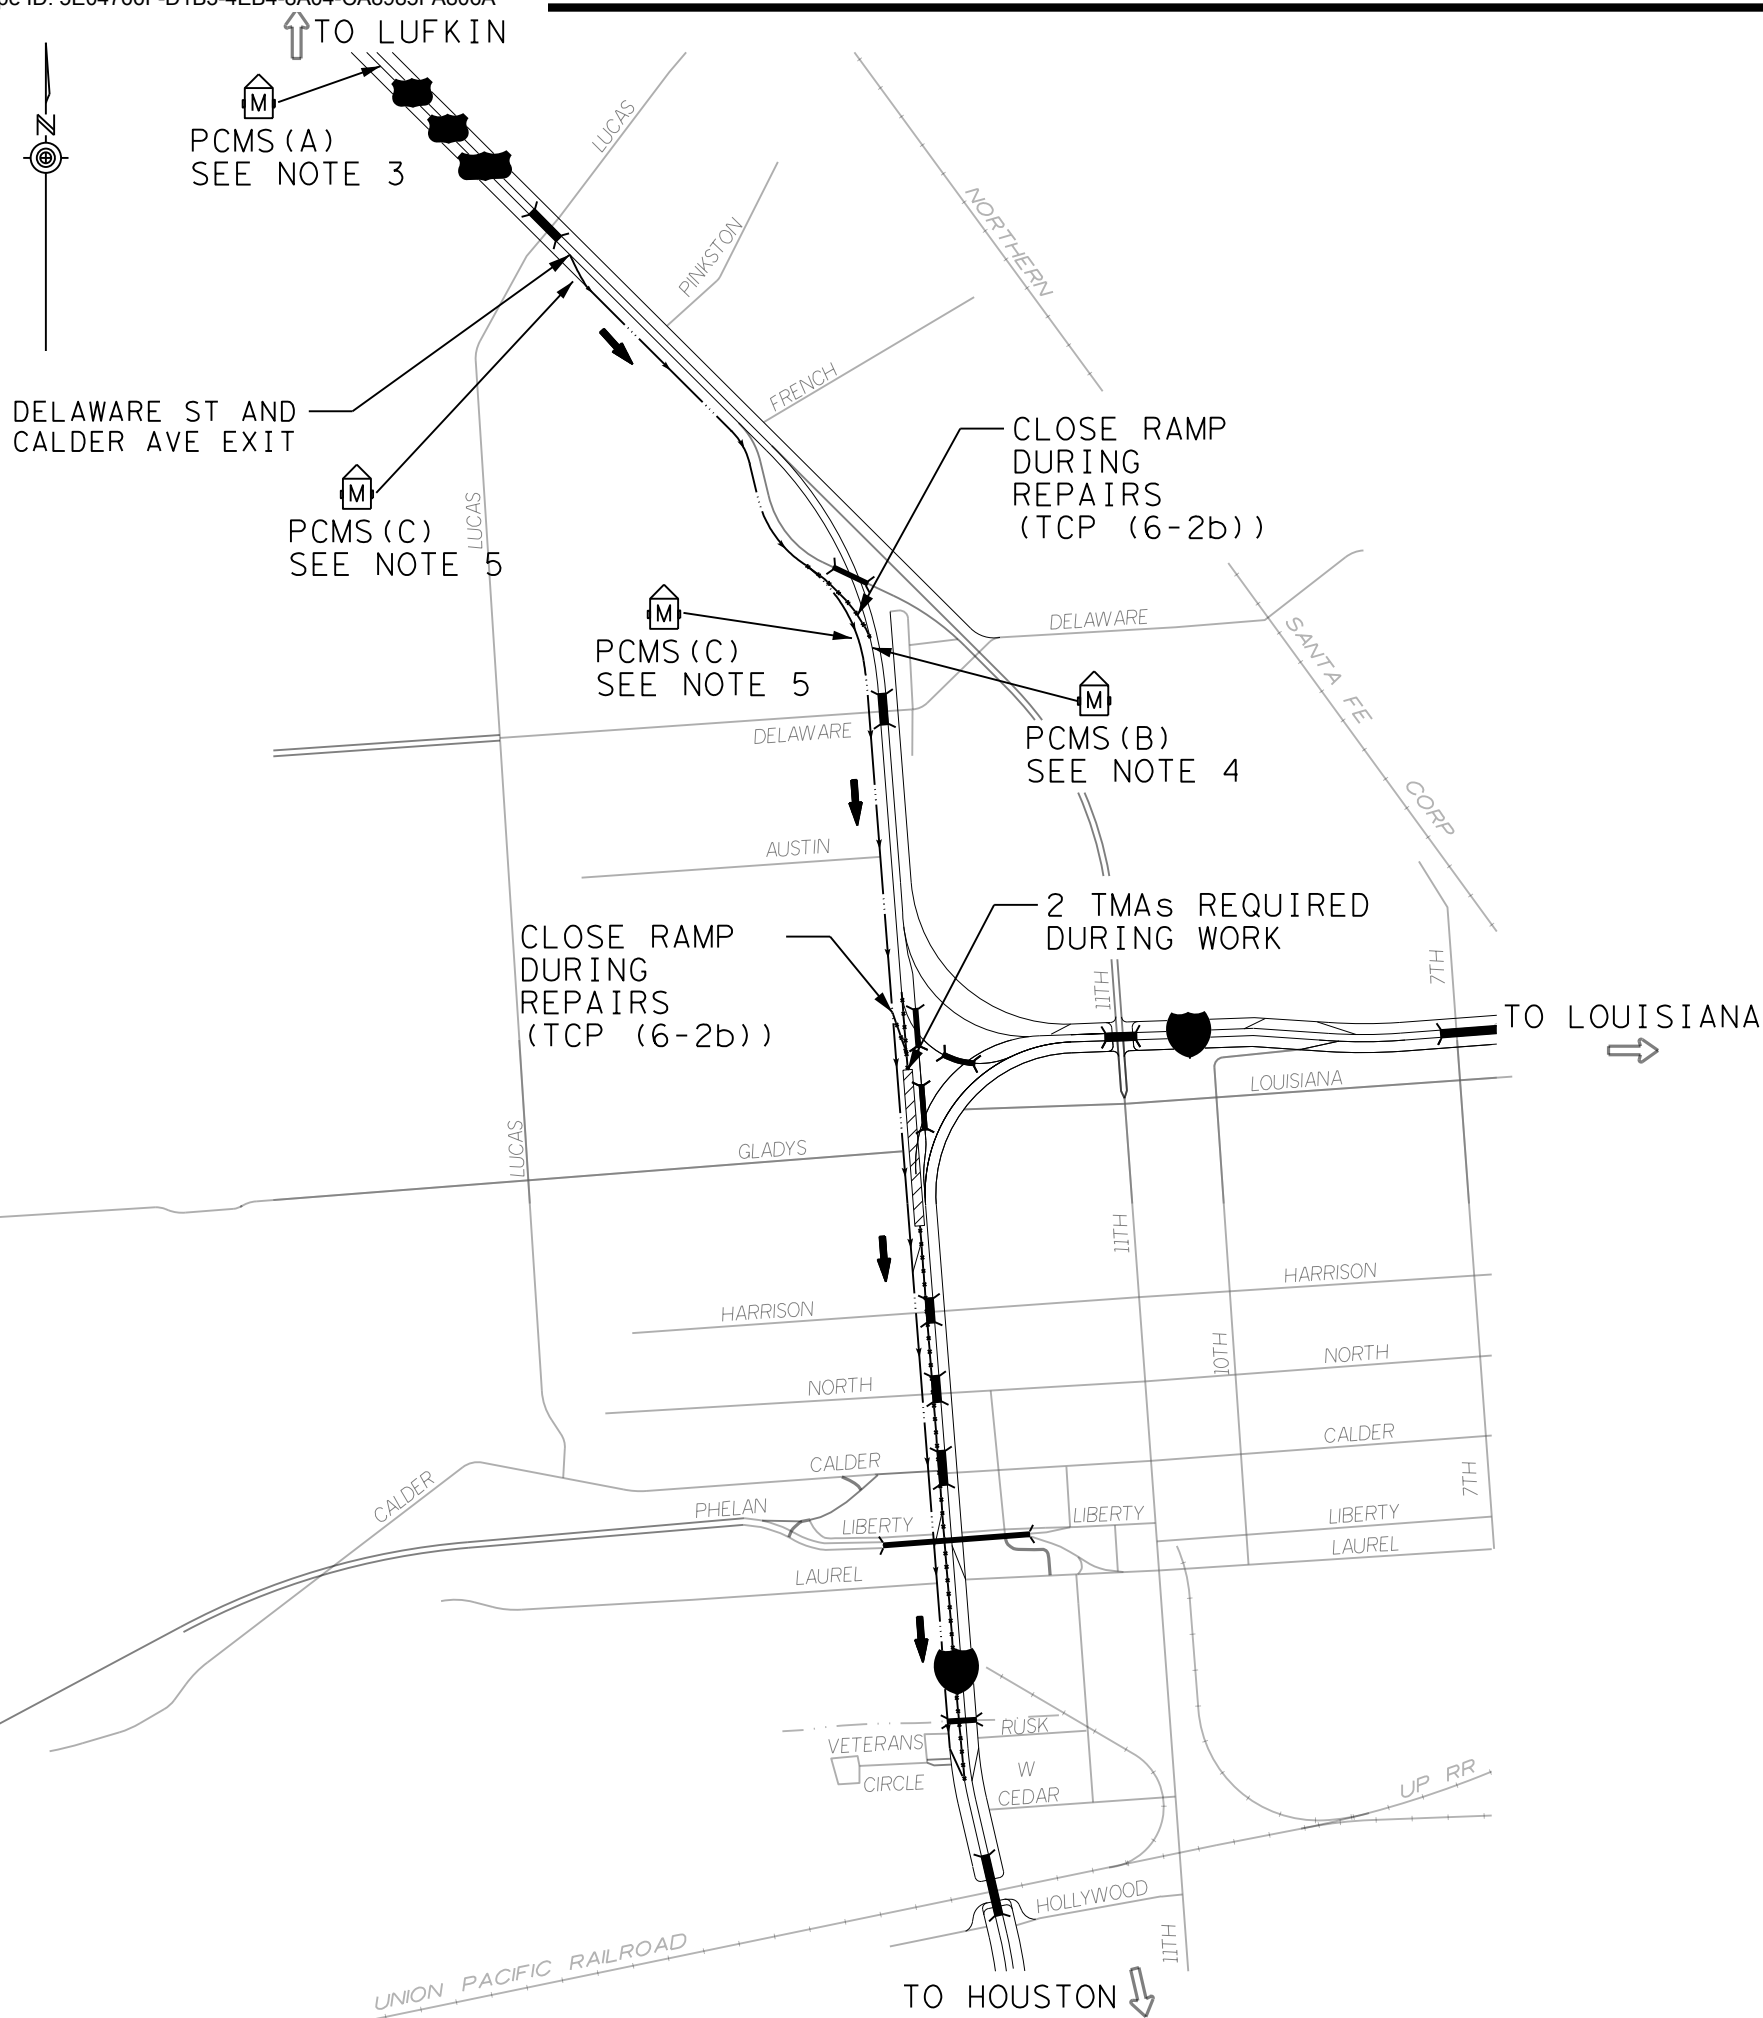 TO LUFKIN
M
PCMS(A)
SEE NOTE 3
N
LUCAS
NORTHERN
PINKSTON
FRENCH
DELAWARE ST AND
CALDER AVE EXIT
CLOSE RAMP
DURING
REPAIRS
(TCP (6-2b))
M
PCMS(C)
SEE NOTE 5
LUCAS
M
PCMS(C)
SEE NOTE 5
DELAWARE
SANTA FE
CORP
M
PCMS(B)
SEE NOTE 4
DELAWARE
AUSTIN
2 TMAs REQUIRED
DURING WORK
CLOSE RAMP
DURING
REPAIRS
(TCP (6-2b))
11TH
7TH
TO LOUISIANA
LOUISIANA
LUCAS
GLADYS
11TH
HARRISON
HARRISON
10TH
NORTH
NORTH
CALDER
CALDER
CALDER
7TH
PHELAN
LIBERTY
LIBERTY
LIBERTY
LAUREL
LAUREL
RUSK
VETERANS
CIRCLE
W
CEDAR
UP RR
HOLLYWOOD
11TH
UNION PACIFIC RAILROAD
TO HOUSTON